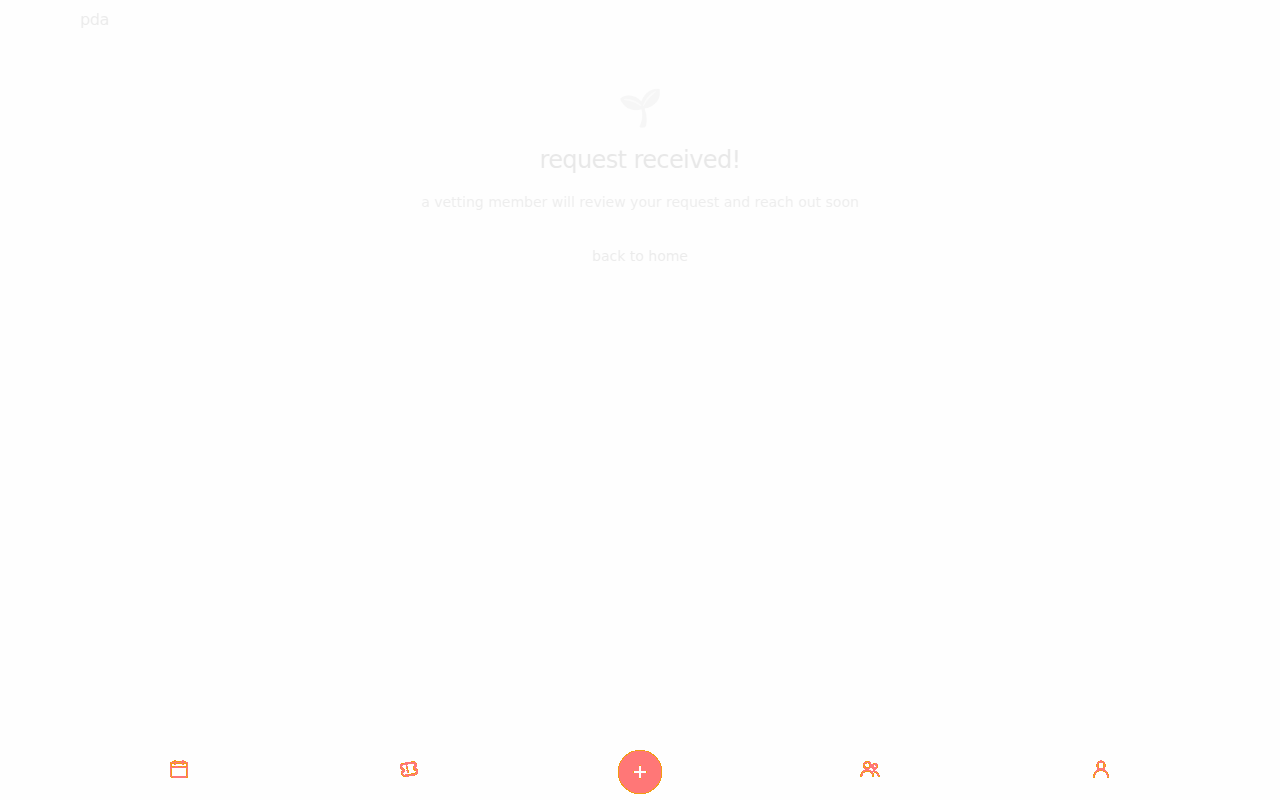 pda
request received!
a vetting member will review your request and reach out soon
back to home